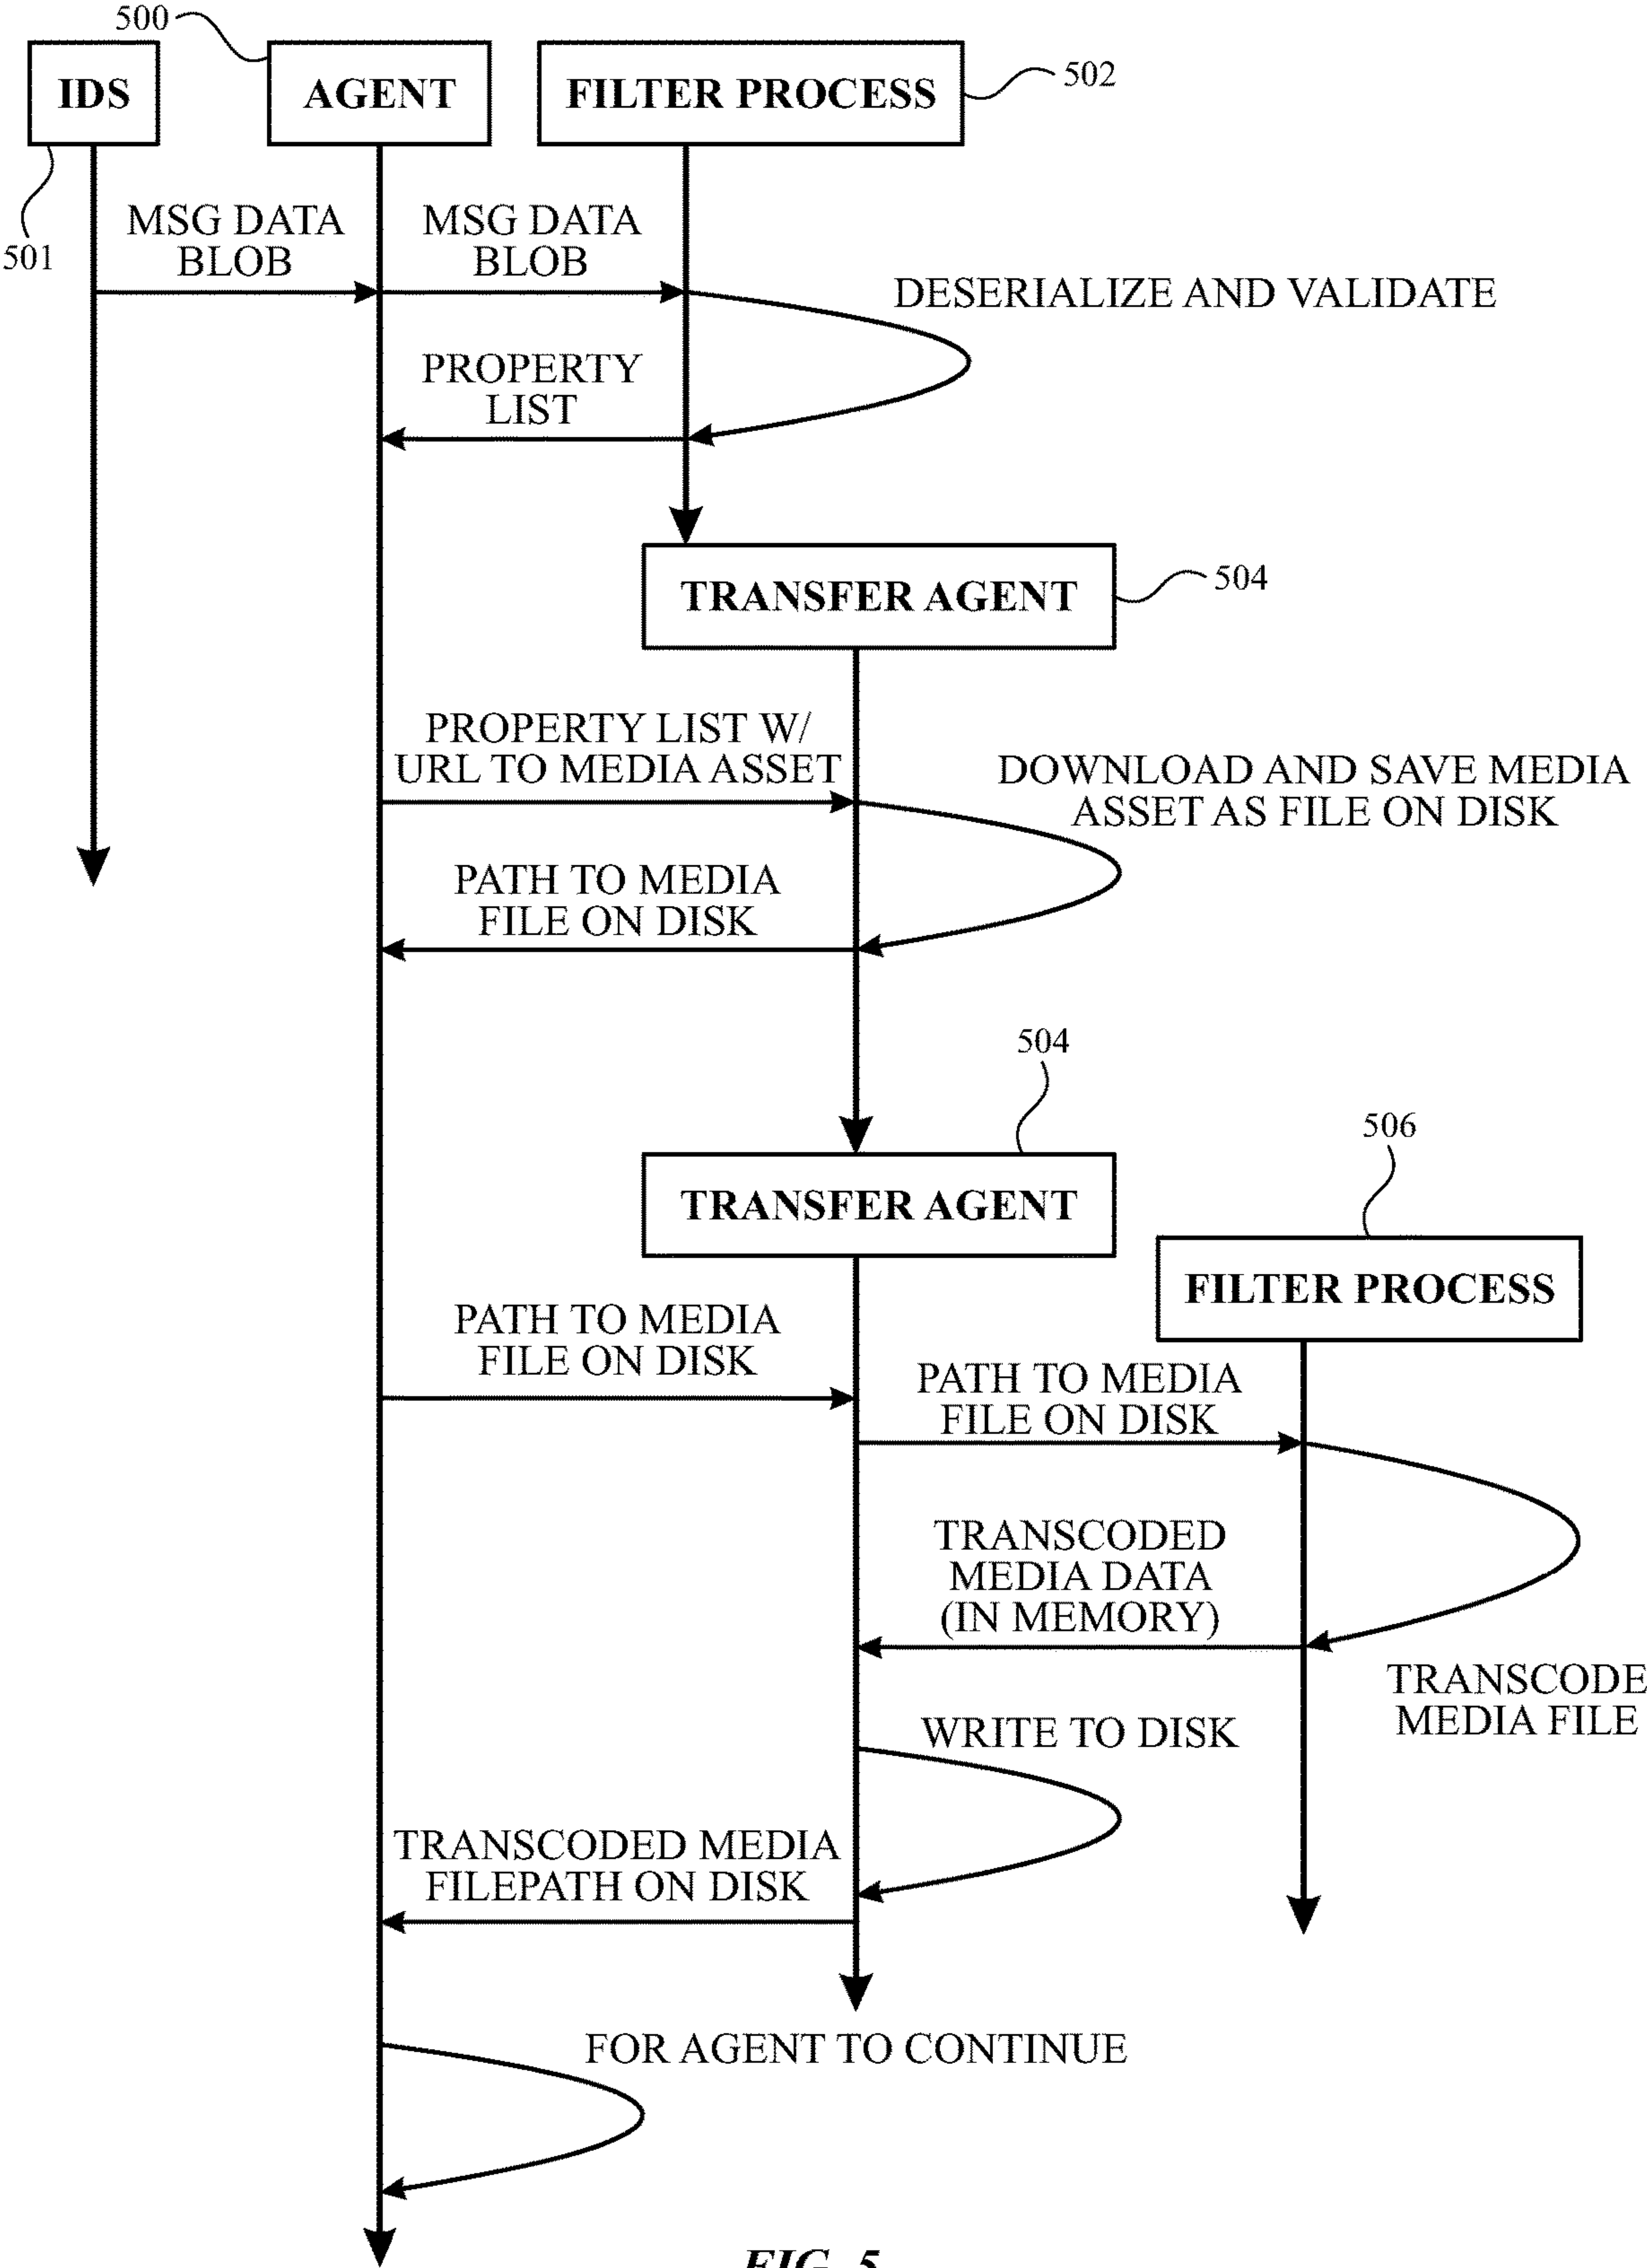 500
IDS
AGENT
FILTER PROCESS
502
501
MSG DATA
BLOB
MSG DATA
BLOB
DESERIALIZE AND VALIDATE
PROPERTY
LIST
TRANSFER AGENT
504
PROPERTY LIST W/
URL TO MEDIA ASSET
DOWNLOAD AND SAVE MEDIA
ASSET AS FILE ON DISK
PATH TO MEDIA
FILE ON DISK
504
TRANSFER AGENT
506
FILTER PROCESS
PATH TO MEDIA
FILE ON DISK
PATH TO MEDIA
FILE ON DISK
TRANSCODED
MEDIA DATA
(IN MEMORY)
TRANSCODE
MEDIA FILE
WRITE TO DISK
TRANSCODED MEDIA
FILEPATH ON DISK
FOR AGENT TO CONTINUE
FIG. 5